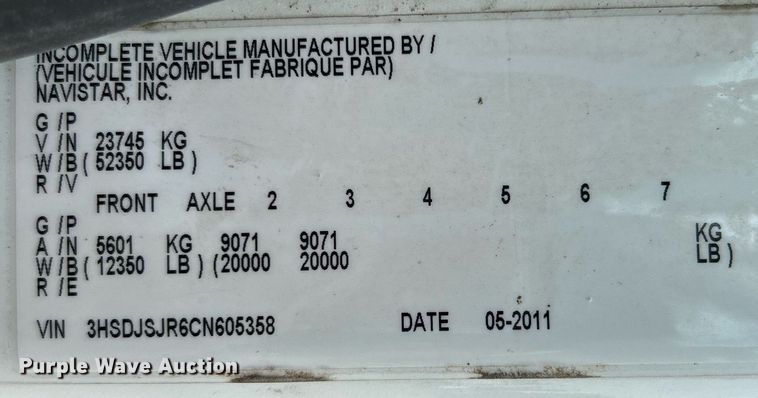 INCOMPLETE VEHICLE MANUFACTURED BY /
(VEHICULE INCOMPLET FABRIQUE PAR)
NAVISTAR, INC.
G /P
V /N 23745 KG
W /B ( 52350 LB )
R /V
FRONT AXLE 2 3 4 5 6 7
G /P
A /N 5601 KG 9071 9071 KG
W /B ( 12350 LB ) (20000 20000 LB )
R /E
VIN 3HSDJSJR6CN605358 DATE 05-2011
Purple Wave Auction